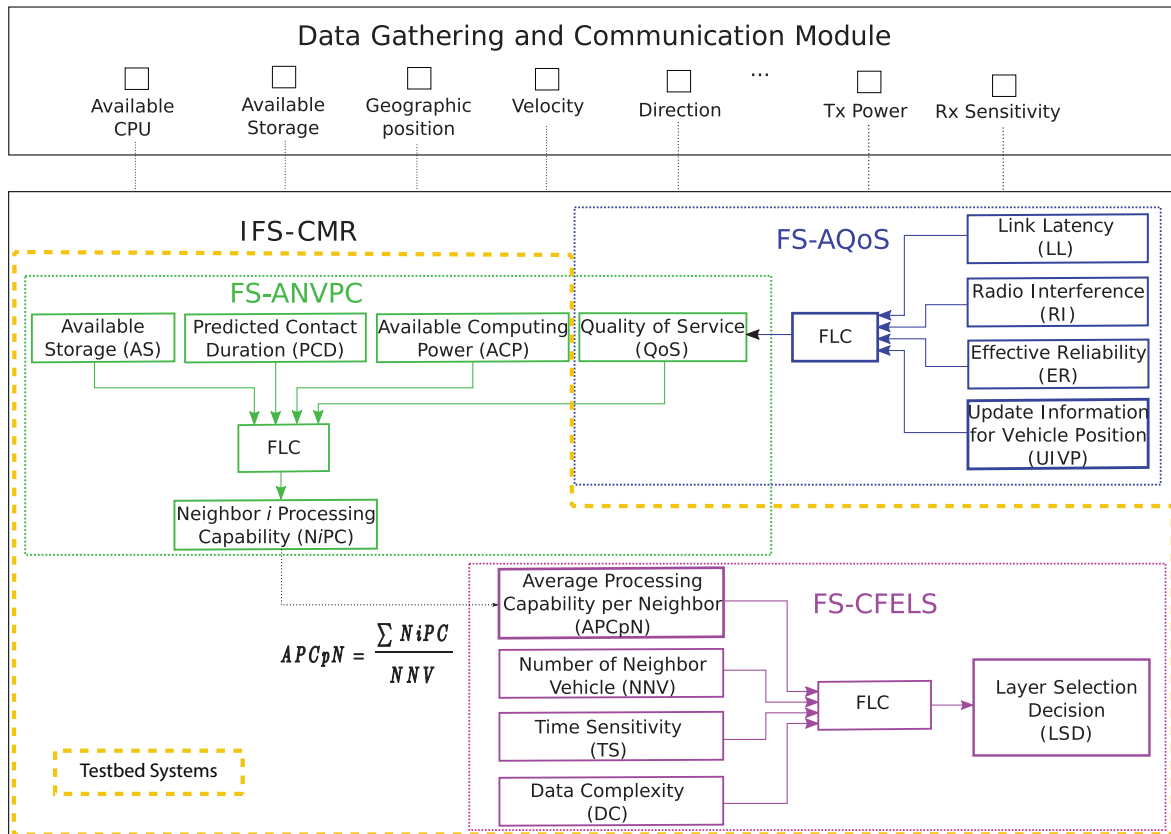 Data Gathering and Communication Module
Available
CPU
Available
Storage
Geographic
position
Velocity
Direction
...
Tx Power
Rx Sensitivity
IFS-CMR
FS-AQoS
Link Latency
(LL)
Radio Interference
(RI)
Effective Reliability
(ER)
Update Information
for Vehicle Position
(UIVP)
FLC
FS-ANVPC
Available
Storage (AS)
Predicted Contact
Duration (PCD)
Available Computing
Power (ACP)
Quality of Service
(QoS)
FLC
Neighbor i Processing
Capability (NiPC)
APCpN = ∑ NiPC / NNV
FS-CFELS
Average Processing
Capability per Neighbor
(APCpN)
Number of Neighbor
Vehicle (NNV)
Time Sensitivity
(TS)
Data Complexity
(DC)
FLC
Layer Selection
Decision
(LSD)
Testbed Systems